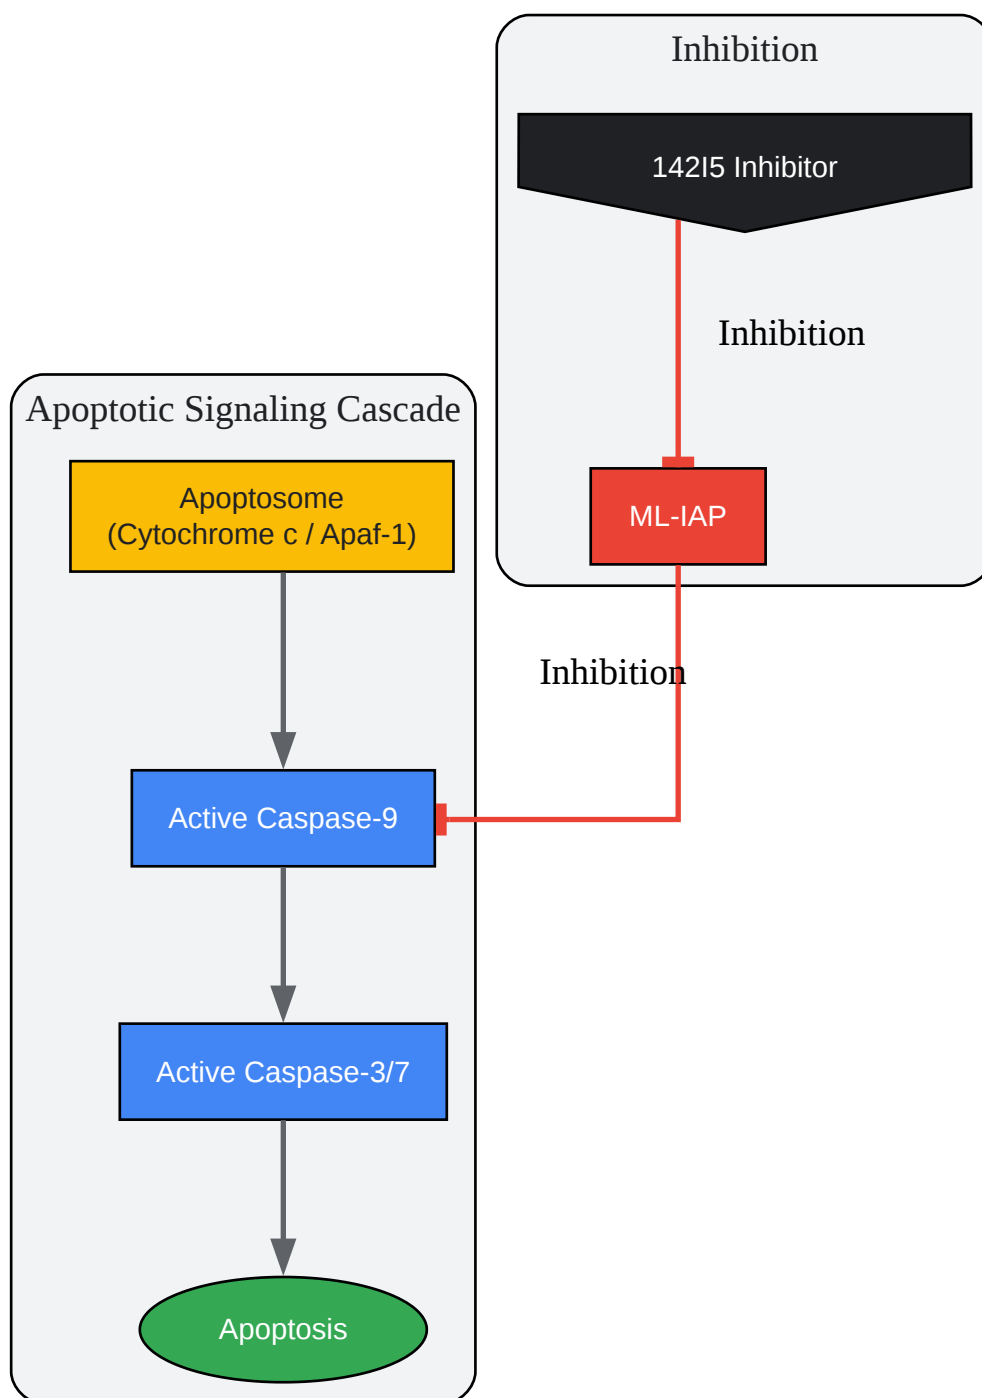 Inhibition
142I5 Inhibitor
Inhibition
Apoptotic Signaling Cascade
Apoptosome
(Cytochrome c / Apaf-1)
ML-IAP
Inhibition
Active Caspase-9
Active Caspase-3/7
Apoptosis